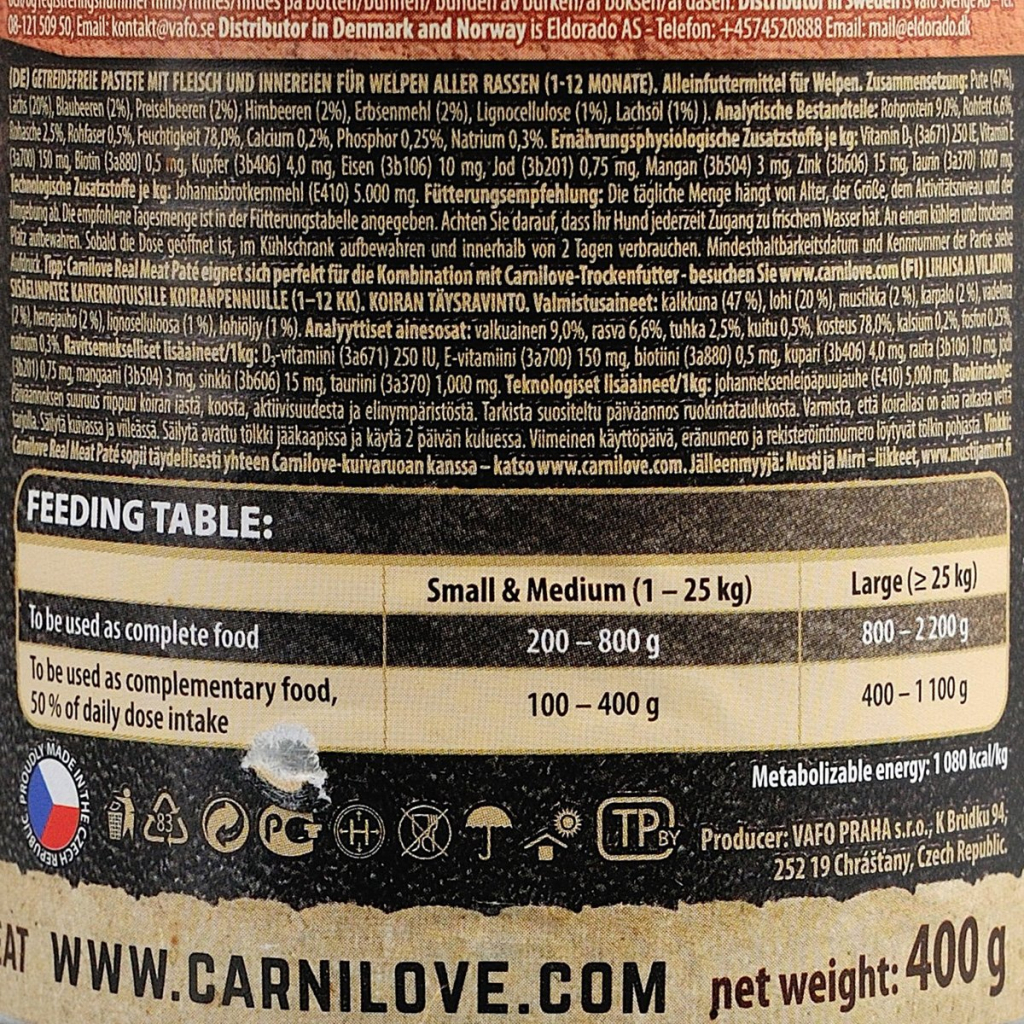 08-121 509 50, Email: kontakt@vafo.se Distributor in Denmark and Norway is Eldorado AS - Telefon: +4574520888 Email: mail@eldorado.dk
(DE) GETREIDEFREIE PASTETE MIT FLEISCH UND INNEREIEN FÜR WELPEN ALLER RASSEN (1-12 MONATE). Alleinfuttermittel für Welpen. Zusammensetzung: Pute (47%),
Lachs (20%), Blaubeeren (2%), Preiselbeeren (2%), Himbeeren (2%), Erbsenmehl (2%), Lignocellulose (1%), Lachsöl (1%) ). Analytische Bestandteile: Rohprotein 9,0%, Rohfett 6,6%,
Rohasche 2,5%, Rohfaser 0,5%, Feuchtigkeit 78,0%, Calcium 0,2%, Phosphor 0,25%, Natrium 0,3%. Ernährungsphysiologische Zusatzstoffe je kg: Vitamin D₃ (3a671) 250 IE, Vitamin E
(3a700) 150 mg, Biotin (3a880) 0,5 mg, Kupfer (3b406) 4,0 mg, Eisen (3b106) 10 mg, Jod (3b201) 0,75 mg, Mangan (3b504) 3 mg, Zink (3b606) 15 mg, Taurin (3a370) 1000 mg.
Technologische Zusatzstoffe je kg: Johannisbrotkernmehl (E410) 5.000 mg. Fütterungsempfehlung: Die tägliche Menge hängt von Alter, der Größe, dem Aktivitätsniveau und der
Umgebung ab. Die empfohlene Tagesmenge ist in der Fütterungstabelle angegeben. Achten Sie darauf, dass Ihr Hund jederzeit Zugang zu frischem Wasser hat. An einem kühlen und trockenen
Platz aufbewahren. Sobald die Dose geöffnet ist, im Kühlschrank aufbewahren und innerhalb von 2 Tagen verbrauchen. Mindesthaltbarkeitsdatum und Kennnummer der Partie siehe
Aufdruck. Tipp: Carnilove Real Meat Paté eignet sich perfekt für die Kombination mit Carnilove-Trockenfutter - besuchen Sie www.carnilove.com (FI) LIHAISA JA VILJATON
SISÄELINPATEE KAIKENROTUISILLE KOIRANPENNUILLE (1–12 KK). KOIRAN TÄYSRAVINTO. Valmistusaineet: kalkkuna (47 %), lohi (20 %), mustikka (2 %), karpalo (2 %), vadelma
(2 %), hernejauho (2 %), lignoselluloosa (1 %), lohiöljy (1 %). Analyyttiset ainesosat: valkuainen 9,0%, rasva 6,6%, tuhka 2,5%, kuitu 0,5%, kosteus 78,0%, kalsium 0,2%, fosfori 0,25%,
natrium 0,3%. Ravitsemukselliset lisäaineet/1kg: D₃-vitamiini (3a671) 250 IU, E-vitamiini (3a700) 150 mg, biotiini (3a880) 0,5 mg, kupari (3b406) 4,0 mg, rauta (3b106) 10 mg, jodi
(3b201) 0,75 mg, mangaani (3b504) 3 mg, sinkki (3b606) 15 mg, tauriini (3a370) 1,000 mg. Teknologiset lisäaineet/1kg: johanneksenleipäpuujauhe (E410) 5,000 mg. Ruokintaohje:
Päiväannoksen suuruus riippuu koiran iästä, koosta, aktiivisuudesta ja elinympäristöstä. Tarkista suositeltu päiväannos ruokintataulukosta. Varmista, että koirallasi on aina raikasta vettä
tarjolla. Säilytä kuivassa ja viileässä. Säilytä avattu tölkki jääkaapissa ja käytä 2 päivän kuluessa. Viimeinen käyttöpäivä, eränumero ja rekisteröintinumero löytyvät tölkin pohjasta. Vinkki:
Carnilove Real Meat Paté sopii täydellisesti yhteen Carnilove-kuivaruoan kanssa – katso www.carnilove.com. Jälleenmyyjä: Musti ja Mirri –liikkeet, www.mustijamirri.fi
FEEDING TABLE:
Small & Medium (1 – 25 kg) Large (≥ 25 kg)
To be used as complete food 200 – 800 g 800 – 2 200 g
To be used as complementary food,
50 % of daily dose intake 100 – 400 g 400 – 1 100 g
Metabolizable energy: 1 080 kcal/kg
PROUDLY MADE IN THE CZECH REPUBLIC
83
PCT
H
TP BY
Producer: VAFO PRAHA s.r.o., K Brůdku 94,
252 19 Chrášťany, Czech Republic.
EAT WWW.CARNILOVE.COM net weight: 400 g